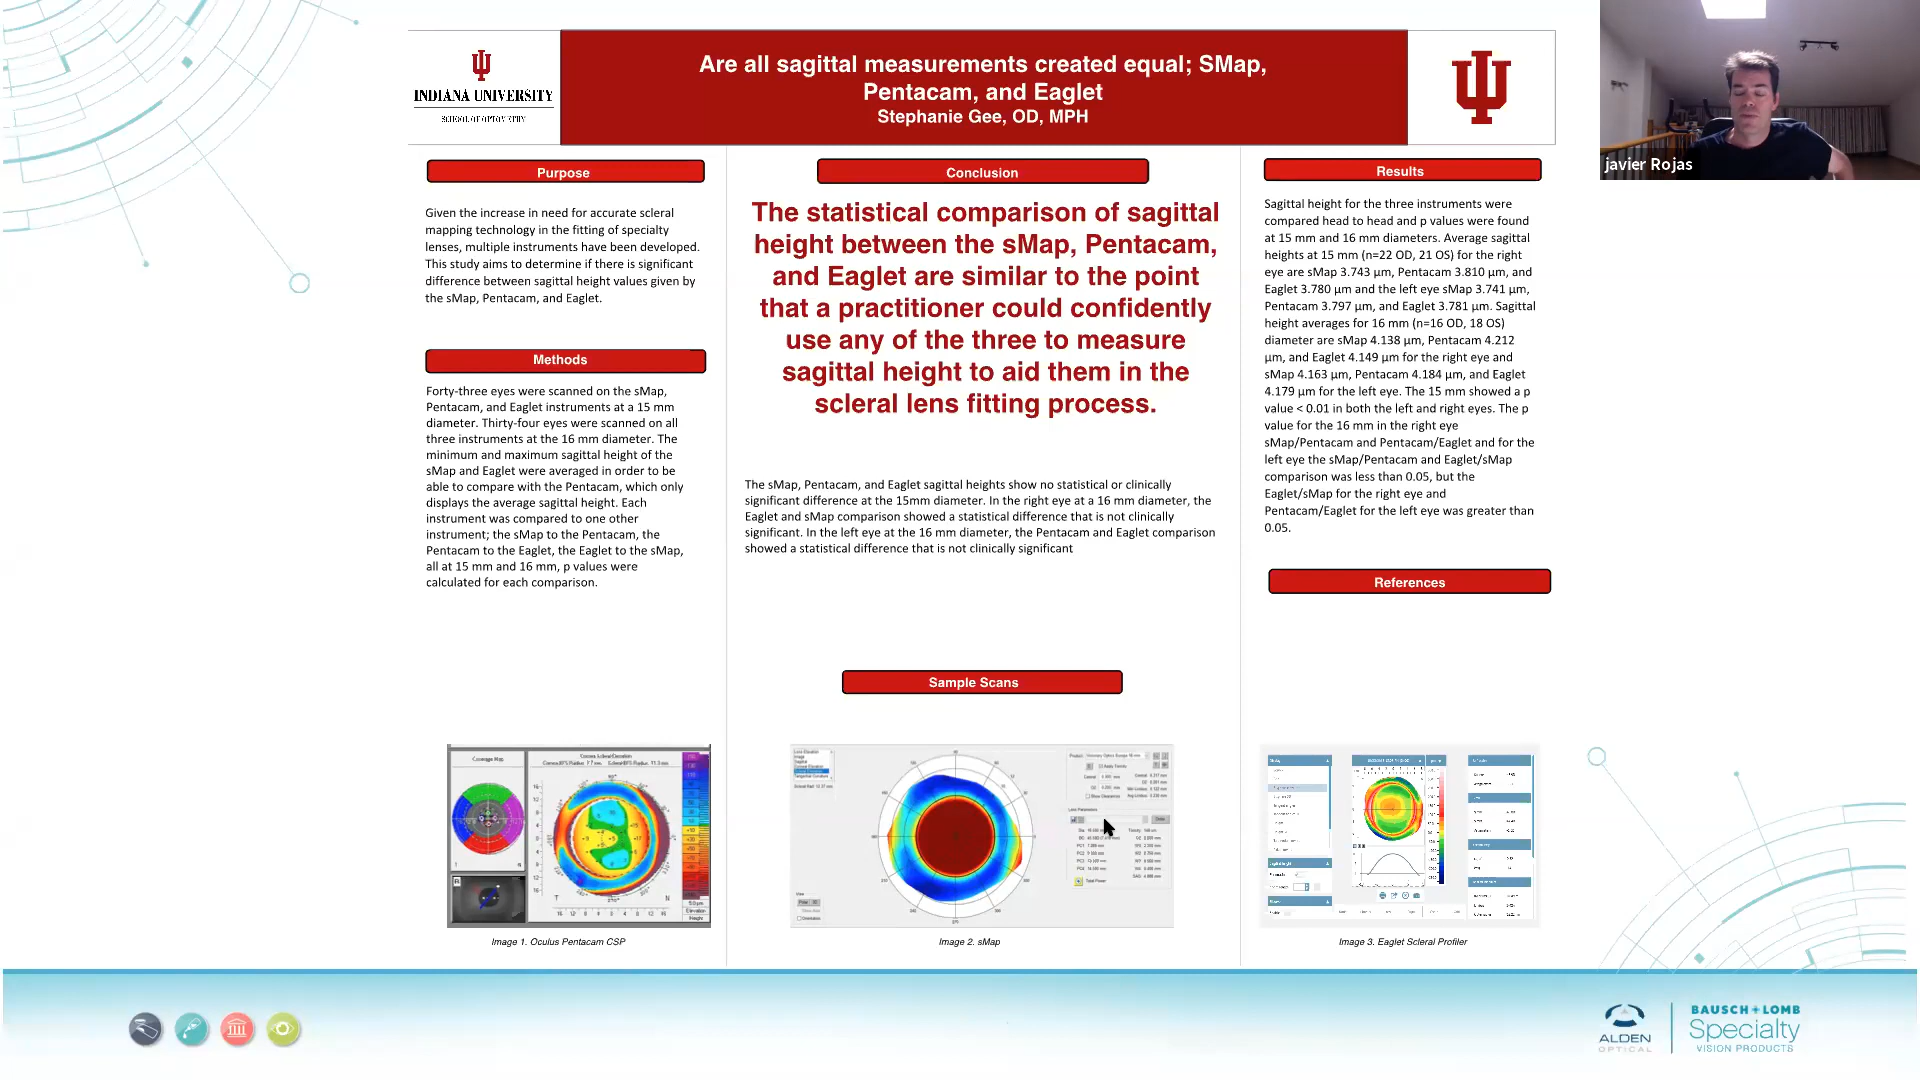 Are all sagittal measurements created equal; SMap,
Pentacam, and Eaglet
Stephanie Gee, OD, MPH
INDIANA UNIVERSITY
SCHOOL OF OPTOMETRY
javier Rojas
Purpose
Given the increase in need for accurate scleral
mapping technology in the fitting of specialty
lenses, multiple instruments have been developed.
This study aims to determine if there is significant
difference between sagittal height values given by
the sMap, Pentacam, and Eaglet.
Methods
Forty-three eyes were scanned on the sMap,
Pentacam, and Eaglet instruments at a 15 mm
diameter. Thirty-four eyes were scanned on all
three instruments at the 16 mm diameter. The
minimum and maximum sagittal height of the
sMap and Eaglet were averaged in order to be
able to compare with the Pentacam, which only
displays the average sagittal height. Each
instrument was compared to one other
instrument; the sMap to the Pentacam, the
Pentacam to the Eaglet, the Eaglet to the sMap,
all at 15 mm and 16 mm, p values were
calculated for each comparison.
Conclusion
The statistical comparison of sagittal
height between the sMap, Pentacam,
and Eaglet are similar to the point
that a practitioner could confidently
use any of the three to measure
sagittal height to aid them in the
scleral lens fitting process.
The sMap, Pentacam, and Eaglet sagittal heights show no statistical or clinically
significant difference at the 15mm diameter. In the right eye at a 16 mm diameter, the
Eaglet and sMap comparison showed a statistical difference that is not clinically
significant. In the left eye at the 16 mm diameter, the Pentacam and Eaglet comparison
showed a statistical difference that is not clinically significant
Results
Sagittal height for the three instruments were
compared head to head and p values were found
at 15 mm and 16 mm diameters. Average sagittal
heights at 15 mm (n=22 OD, 21 OS) for the right
eye are sMap 3.743 µm, Pentacam 3.810 µm, and
Eaglet 3.780 µm and the left eye sMap 3.741 µm,
Pentacam 3.797 µm, and Eaglet 3.781 µm. Sagittal
height averages for 16 mm (n=16 OD, 18 OS)
diameter are sMap 4.138 µm, Pentacam 4.212
µm, and Eaglet 4.149 µm for the right eye and
sMap 4.163 µm, Pentacam 4.184 µm, and Eaglet
4.179 µm for the left eye. The 15 mm showed a p
value < 0.01 in both the left and right eyes. The p
value for the 16 mm in the right eye
sMap/Pentacam and Pentacam/Eaglet and for the
left eye the sMap/Pentacam and Eaglet/sMap
comparison was less than 0.05, but the
Eaglet/sMap for the right eye and
Pentacam/Eaglet for the left eye was greater than
0.05.
References
Sample Scans
Coverage Map
Image 1. Oculus Pentacam CSP
Image 2. sMap
Image 3. Eaglet Scleral Profiler
ALDEN
OPTICAL
BAUSCH + LOMB
Specialty
VISION PRODUCTS